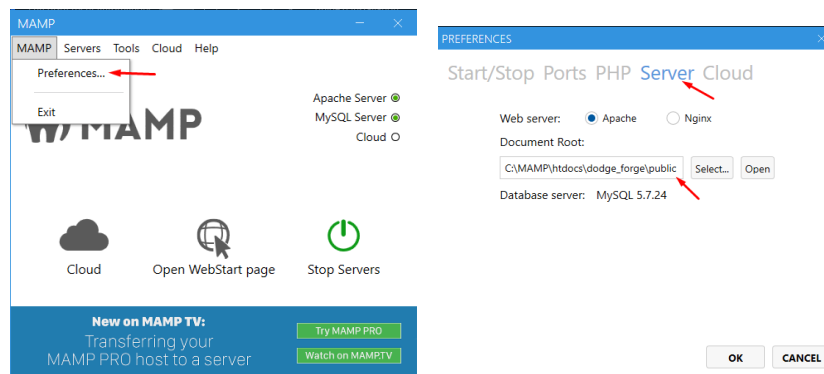 MAMP
MAMP Servers Tools Cloud Help
Preferences...
Exit
MAMP
Apache Server
MySQL Server
Cloud
Cloud
Open WebStart page
Stop Servers
New on MAMP TV:
Transferring your
MAMP PRO host to a server
Try MAMP PRO
Watch on MAMP.TV
PREFERENCES
Start/Stop Ports PHP Server Cloud
Web server: Apache Nginx
Document Root:
C:\MAMP\htdocs\dodge_forge\public Select... Open
Database server: MySQL 5.7.24
OK CANCEL